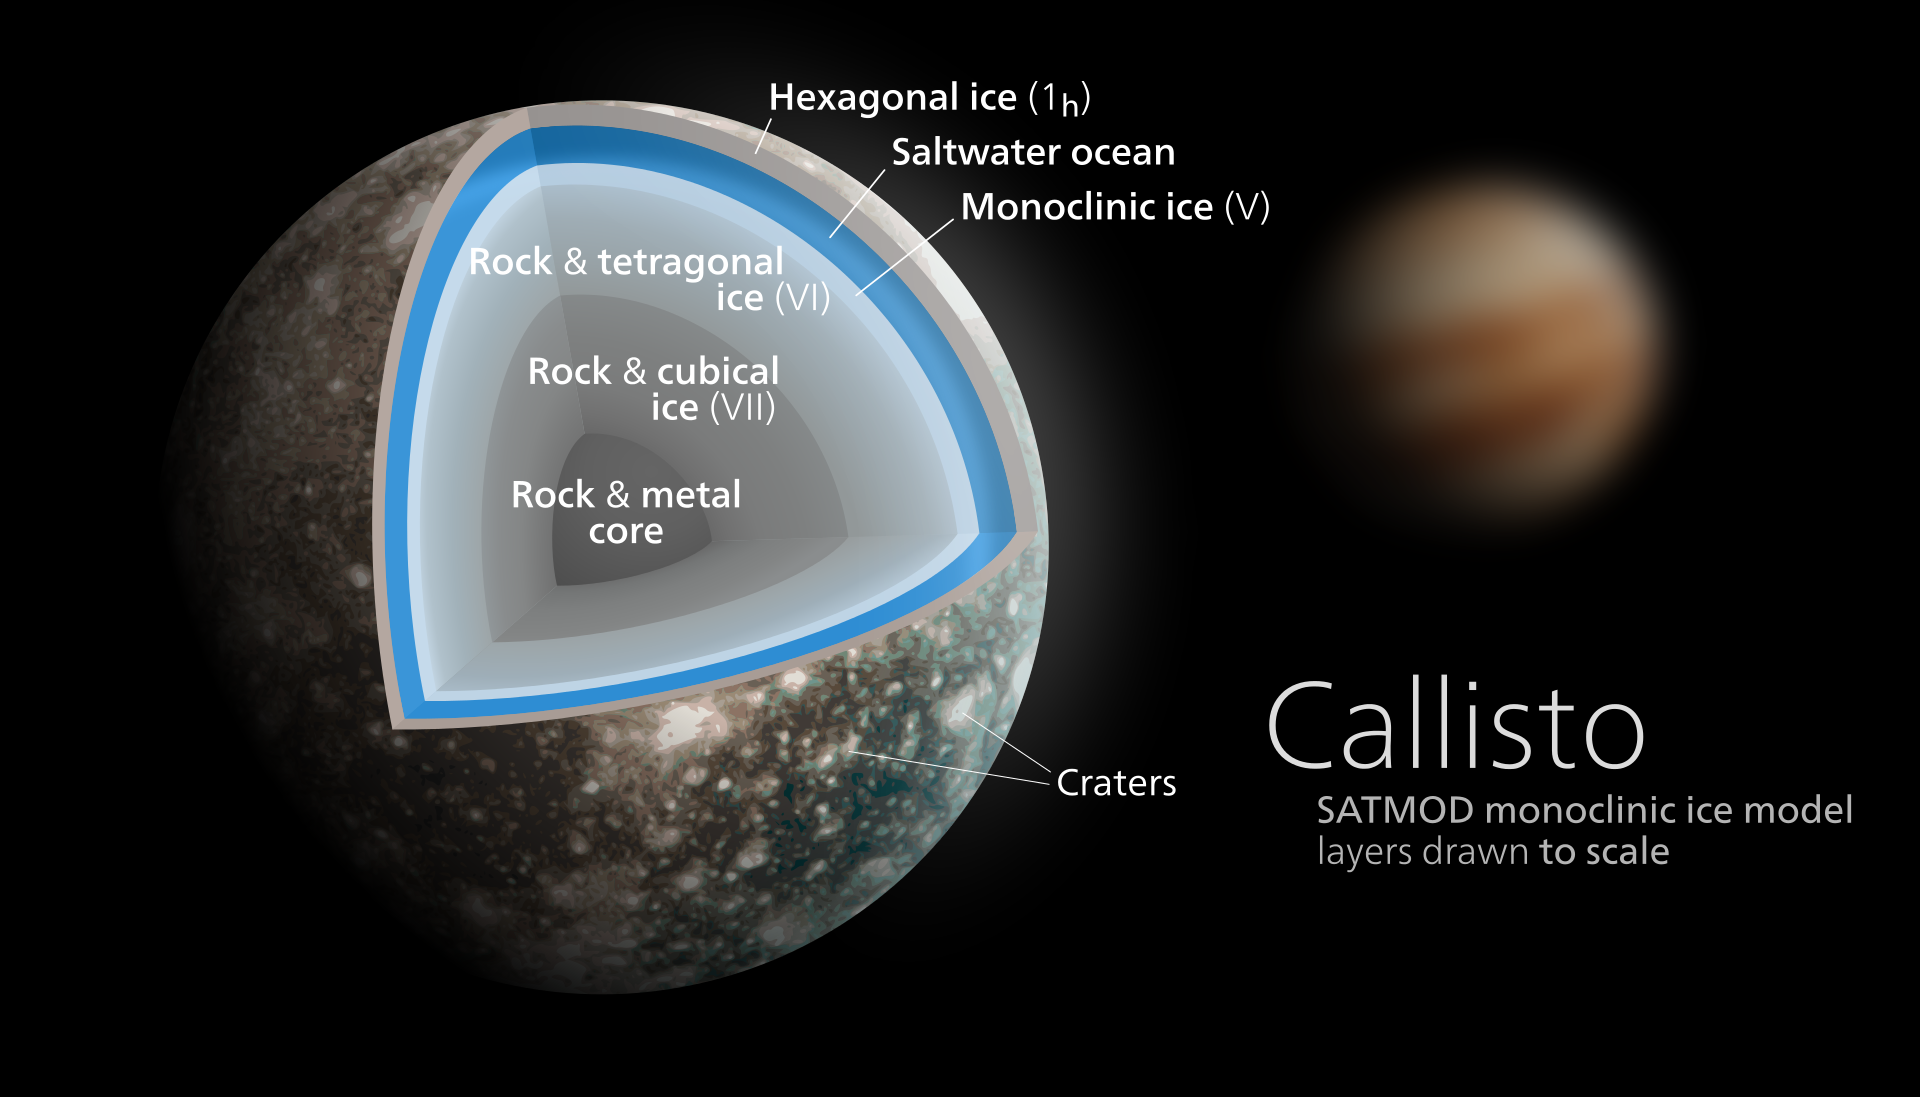 Hexagonal ice (1h)
Saltwater ocean
Monoclinic ice (V)
Rock & tetragonal
ice (VI)
Rock & cubical
ice (VII)
Rock & metal
core
Craters
Callisto
SATMOD monoclinic ice model
layers drawn to scale